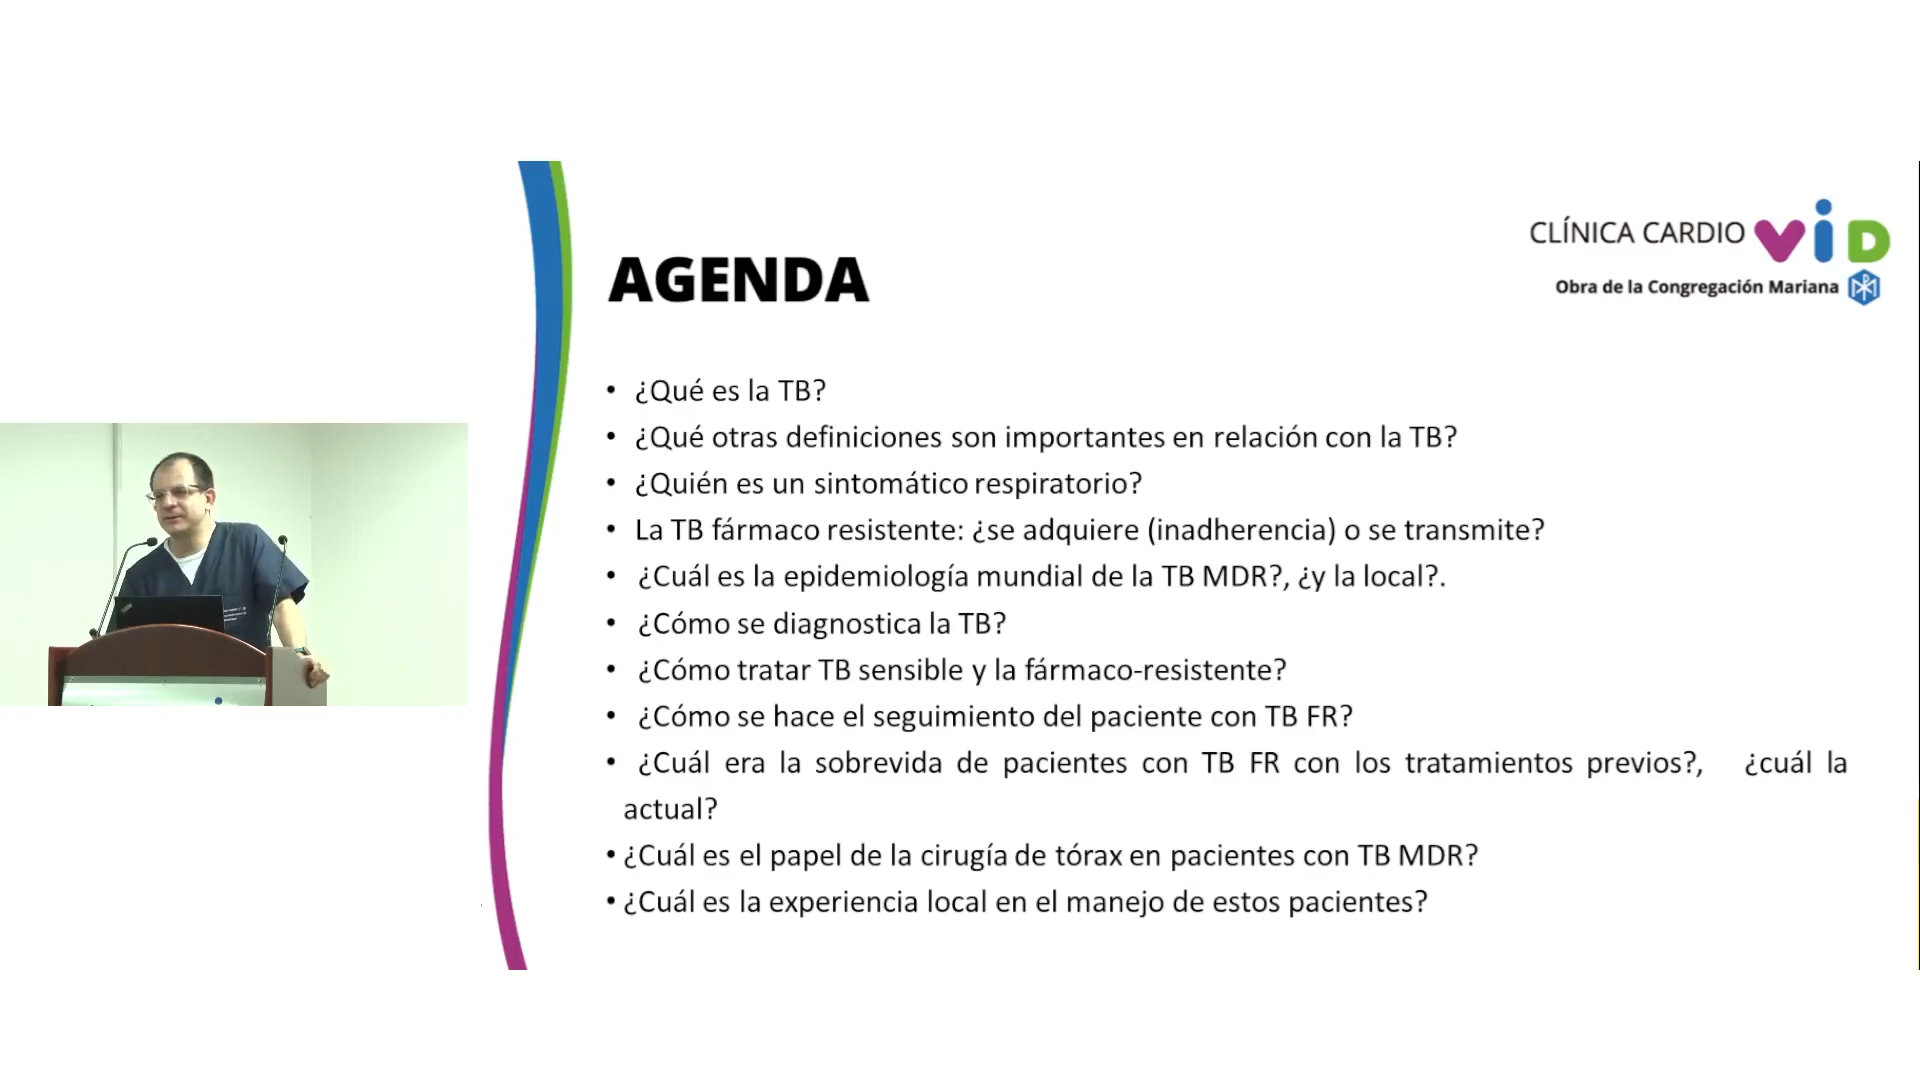 CLÍNICA CARDIO ViD
Obra de la Congregación Mariana
AGENDA
• ¿Qué es la TB?
• ¿Qué otras definiciones son importantes en relación con la TB?
• ¿Quién es un sintomático respiratorio?
• La TB fármaco resistente: ¿se adquiere (inadherencia) o se transmite?
• ¿Cuál es la epidemiología mundial de la TB MDR?, ¿y la local?.
• ¿Cómo se diagnostica la TB?
• ¿Cómo tratar TB sensible y la fármaco-resistente?
• ¿Cómo se hace el seguimiento del paciente con TB FR?
• ¿Cuál era la sobrevida de pacientes con TB FR con los tratamientos previos?, ¿cuál la
actual?
• ¿Cuál es el papel de la cirugía de tórax en pacientes con TB MDR?
• ¿Cuál es la experiencia local en el manejo de estos pacientes?